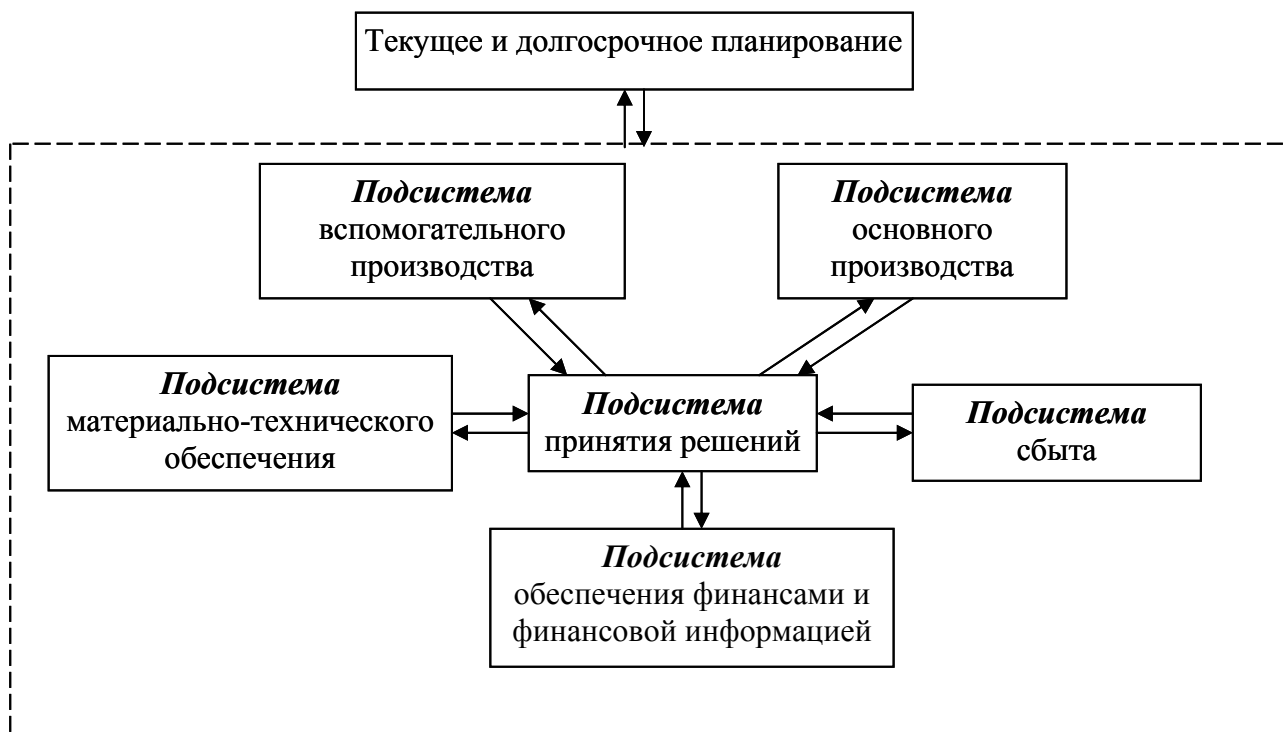 Текущее и долгосрочное планирование
Подсистема
вспомогательного
производства
Подсистема
основного
производства
Подсистема
материально-технического
обеспечения
Подсистема
принятия решений
Подсистема
сбыта
Подсистема
обеспечения финансами и
финансовой информацией